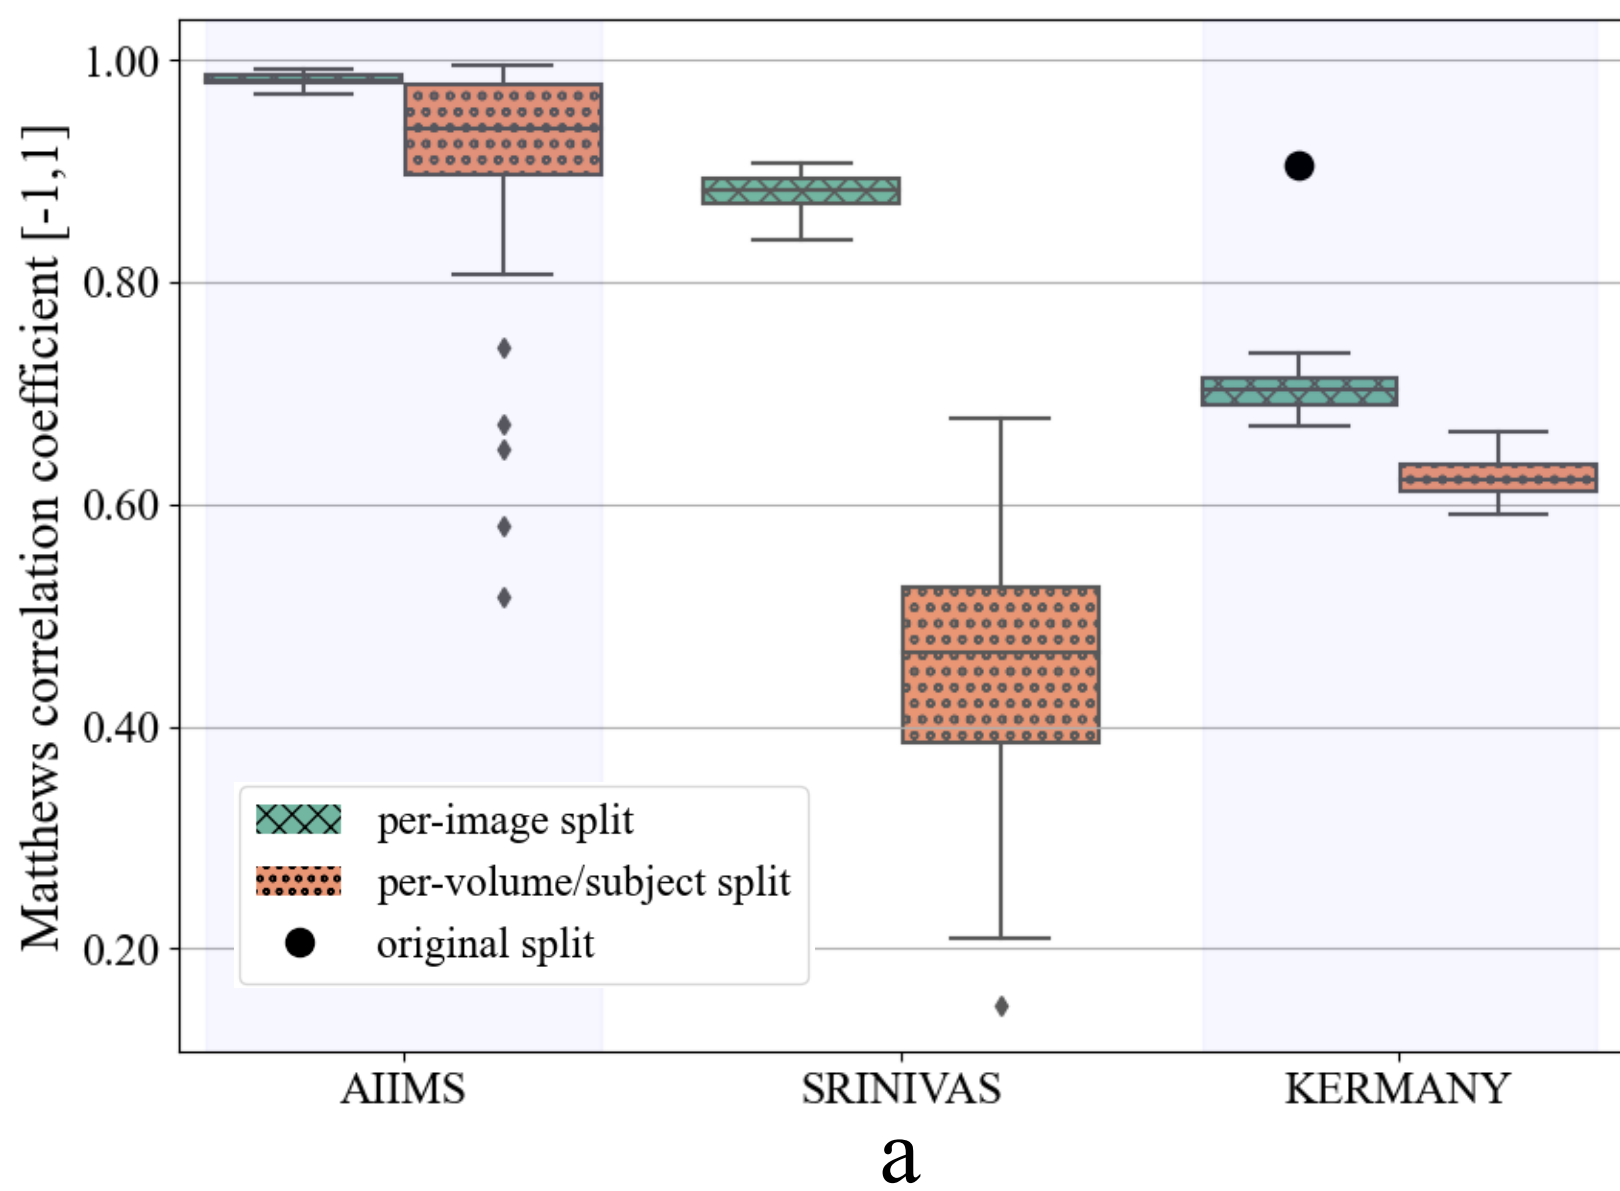 Matthews correlation coefficient [-1,1]
1.00
0.80
0.60
0.40
0.20
per-image split
per-volume/subject split
original split
AIIMS SRINIVAS KERMANY
a